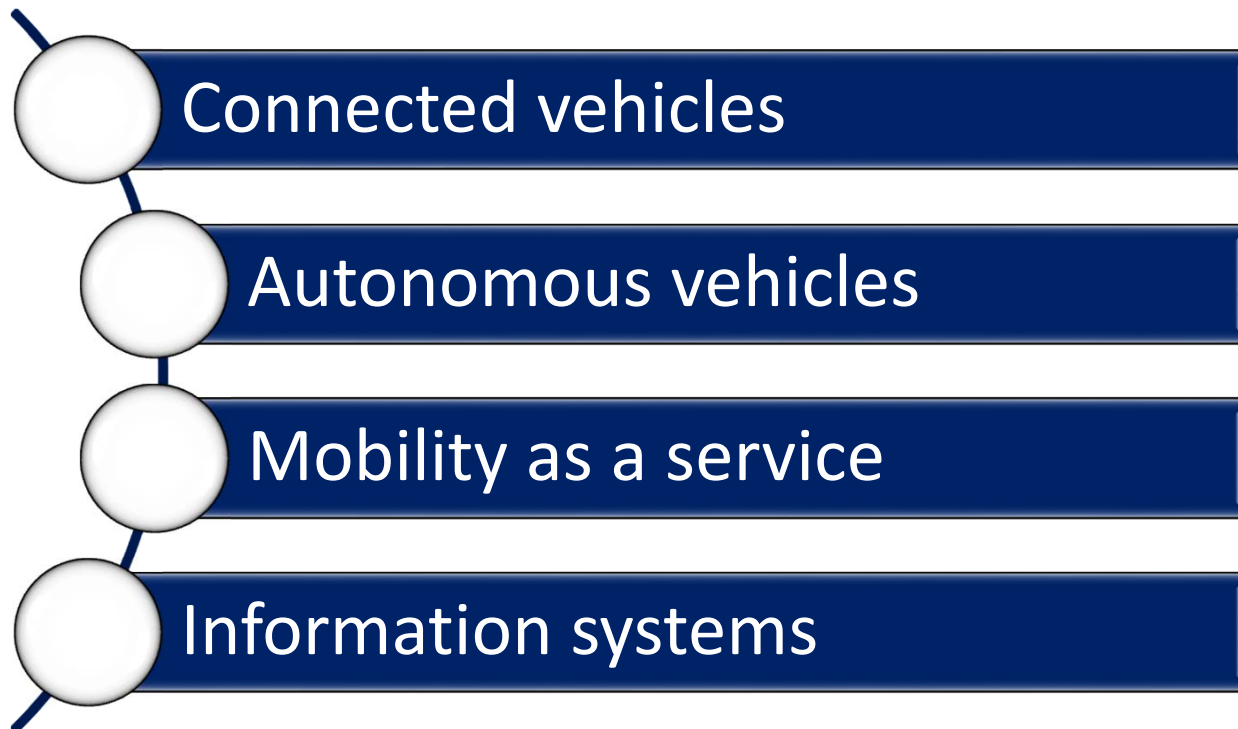 Connected vehicles
Autonomous vehicles
Mobility as a service
Information systems